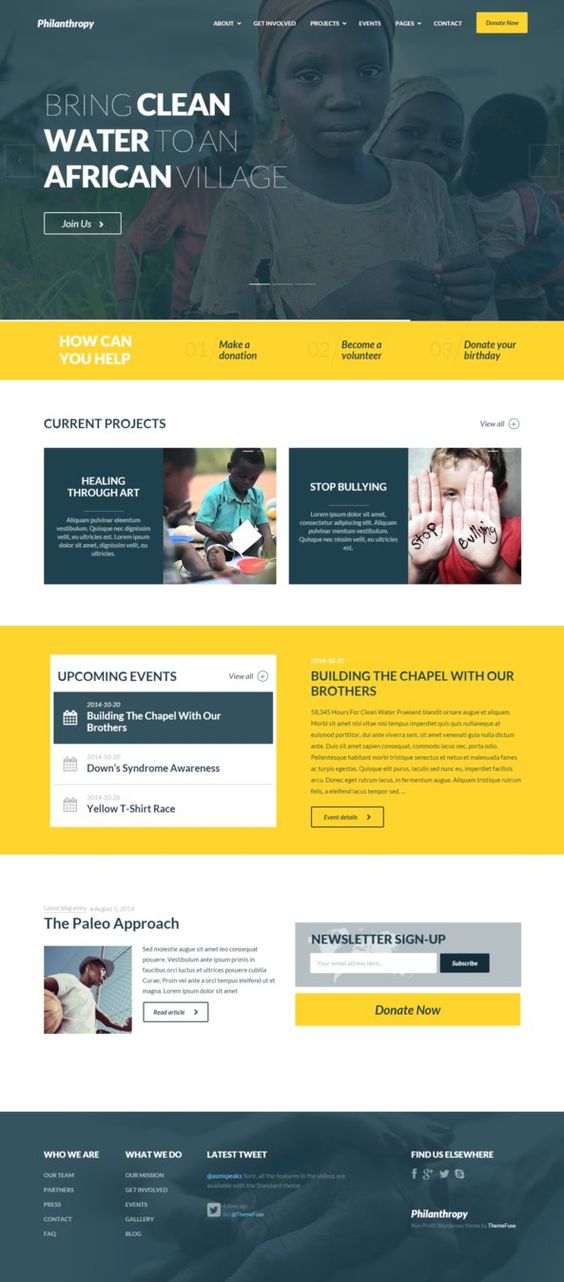 Philanthropy
ABOUT GET INVOLVED PROJECTS EVENTS PAGES CONTACT Donate Now
BRING CLEAN
WATER TO AN
AFRICAN VILLAGE
Join Us
HOW CAN
YOU HELP
01 / Make a
donation
02 / Become a
volunteer
03 / Donate your
birthday
CURRENT PROJECTS
View all
HEALING
THROUGH ART
Aliquam pulvinar eleentum
vestibulum. Quisque nec dignissim
velit, eu ultricies est. Lorem ipsum
dolor sit amet, dignissim velit, eu
ultricies.
STOP BULLYING
Lorem ipsum dolor sit amet,
consectetur adipiscing elit. Aliquam
pulvinar mentum vestibulum.
Quisque nec nissim velit, eu ultricies
est.
STOP Bullying
UPCOMING EVENTS
View all
2014-10-20
Building The Chapel With Our
Brothers
2014-10-20
Down's Syndrome Awareness
2014-10-26
Yellow T-Shirt Race
2014-10-20
BUILDING THE CHAPEL WITH OUR
BROTHERS
58,345 Hours For Clean Water Praesent blandit ornare augue et aliquam.
Morbi sit amet nisi vitae nisi tempus imperdiet quis quis nullaneque at
euismod porttitor, dui ante viverra sem, sit amet venenati gula nulla dictum
ante. Duis sit amet sapien consequat, commodo lacus nec, porta odio.
Pellentesque habitant morbi tristique senectus et netus et malesuada fames
ac turpis egestas. Quisque elit purus, iaculis sed nunc eu, imperdiet facilisis
arcu. Donec eget rutrum lacus, in fermentum augue. Aliquam tristique rutrum
felis, a eleifend lacus tempor sed. ...
Event details
Latest blog entry • August 5, 2014
The Paleo Approach
Sed molestie augue sit amet leo consequat
posuere. Vestibulum ante ipsum primis in
faucibus orci luctus et ultrices posuere cubilia
Curae; Proin vel ante a orci tempus eleifend ut et
magna. Lorem ipsum dolor sit amet
Read article
NEWSLETTER SIGN-UP
Your email adress here...
Subscribe
Donate Now
WHO WE ARE
OUR TEAM
PARTNERS
PRESS
CONTACT
FAQ
WHAT WE DO
OUR MISSION
GET INVOLVED
EVENTS
GALLLERY
BLOG
LATEST TWEET
@asmspeaks Sure, all the features in the videos are
available with the Standard theme
4 days ago
@ThemeFuse
FIND US ELSEWHERE
Philanthropy
Non Profit Wordpress theme by ThemeFuse